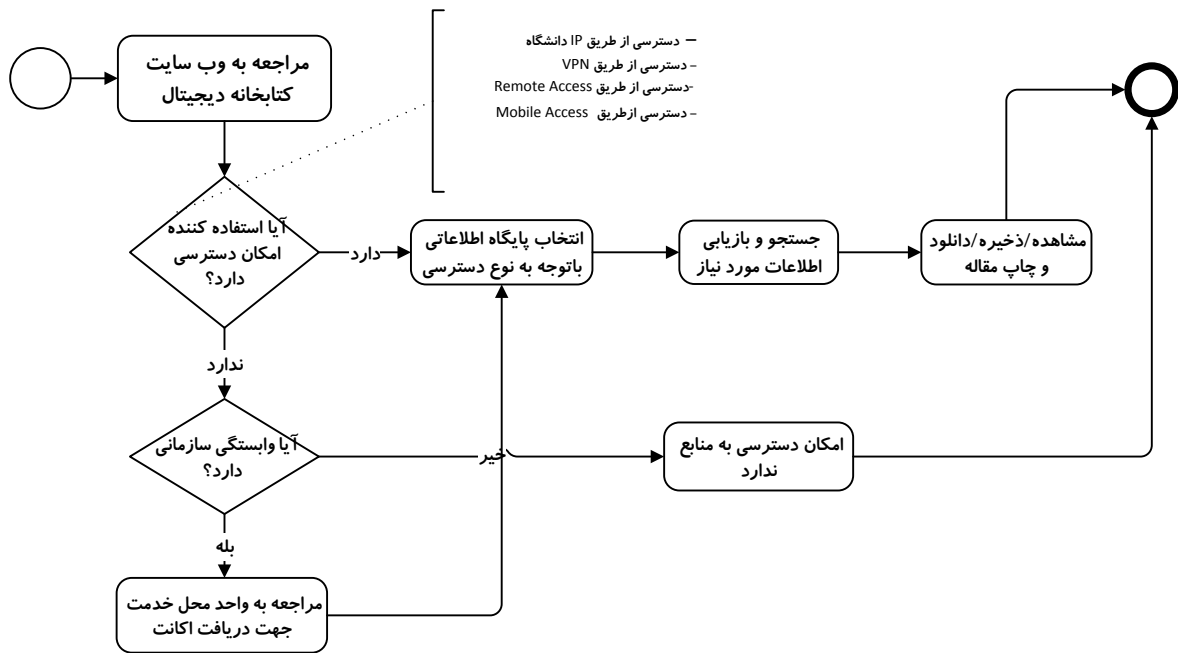 مراجعه به وب سایت
کتابخانه دیجیتال
– دسترسی از طریق IP دانشگاه
– دسترسی از طریق VPN
-دسترسی از طریق Remote Access
– دسترسی ازطریق Mobile Access
آیا استفاده کننده
امکان دسترسی
دارد؟
دارد
انتخاب پایگاه اطلاعاتی
باتوجه به نوع دسترسی
جستجو و بازیابی
اطلاعات مورد نیاز
مشاهده/ذخیره/دانلود
و چاپ مقاله
ندارد
آیا وابستگی سازمانی
دارد؟
خیر
امکان دسترسی به منابع
ندارد
بله
مراجعه به واحد محل خدمت
جهت دریافت اکانت